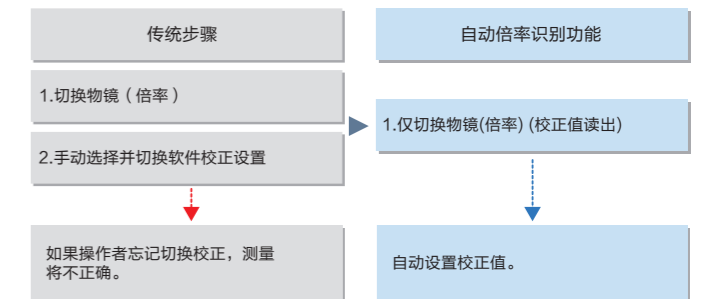 传统步骤
自动倍率识别功能
1.切换物镜（倍率）
2.手动选择并切换软件校正设置
1.仅切换物镜(倍率) (校正值读出)
如果操作者忘记切换校正，测量
将不正确。
自动设置校正值。